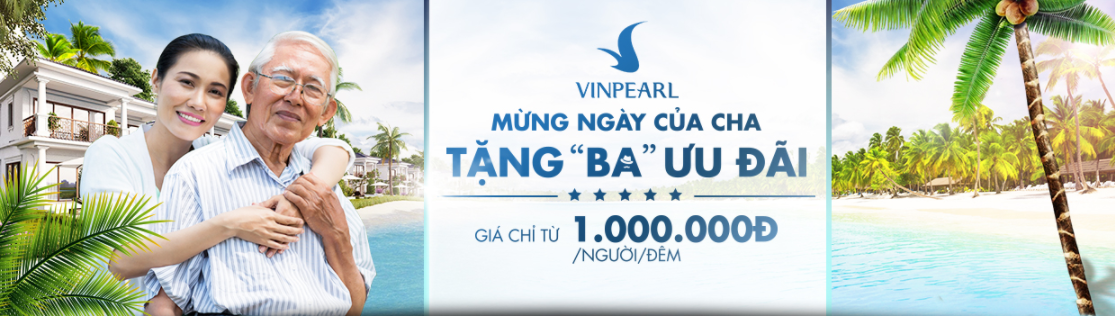 VINPEARL
MỪNG NGÀY CỦA CHA
TẶNG “BA” ƯU ĐÃI
GIÁ CHỈ TỪ 1.000.000Đ
/NGƯỜI/ĐÊM